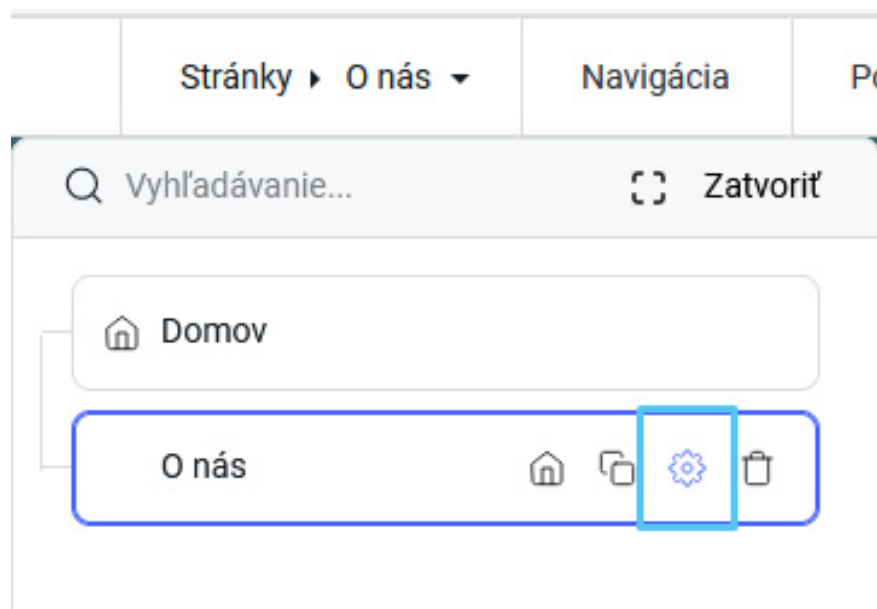 Stránky ▸ O nás ▾ Navigácia
Vyhľadávanie... Zatvoriť
Domov
O nás